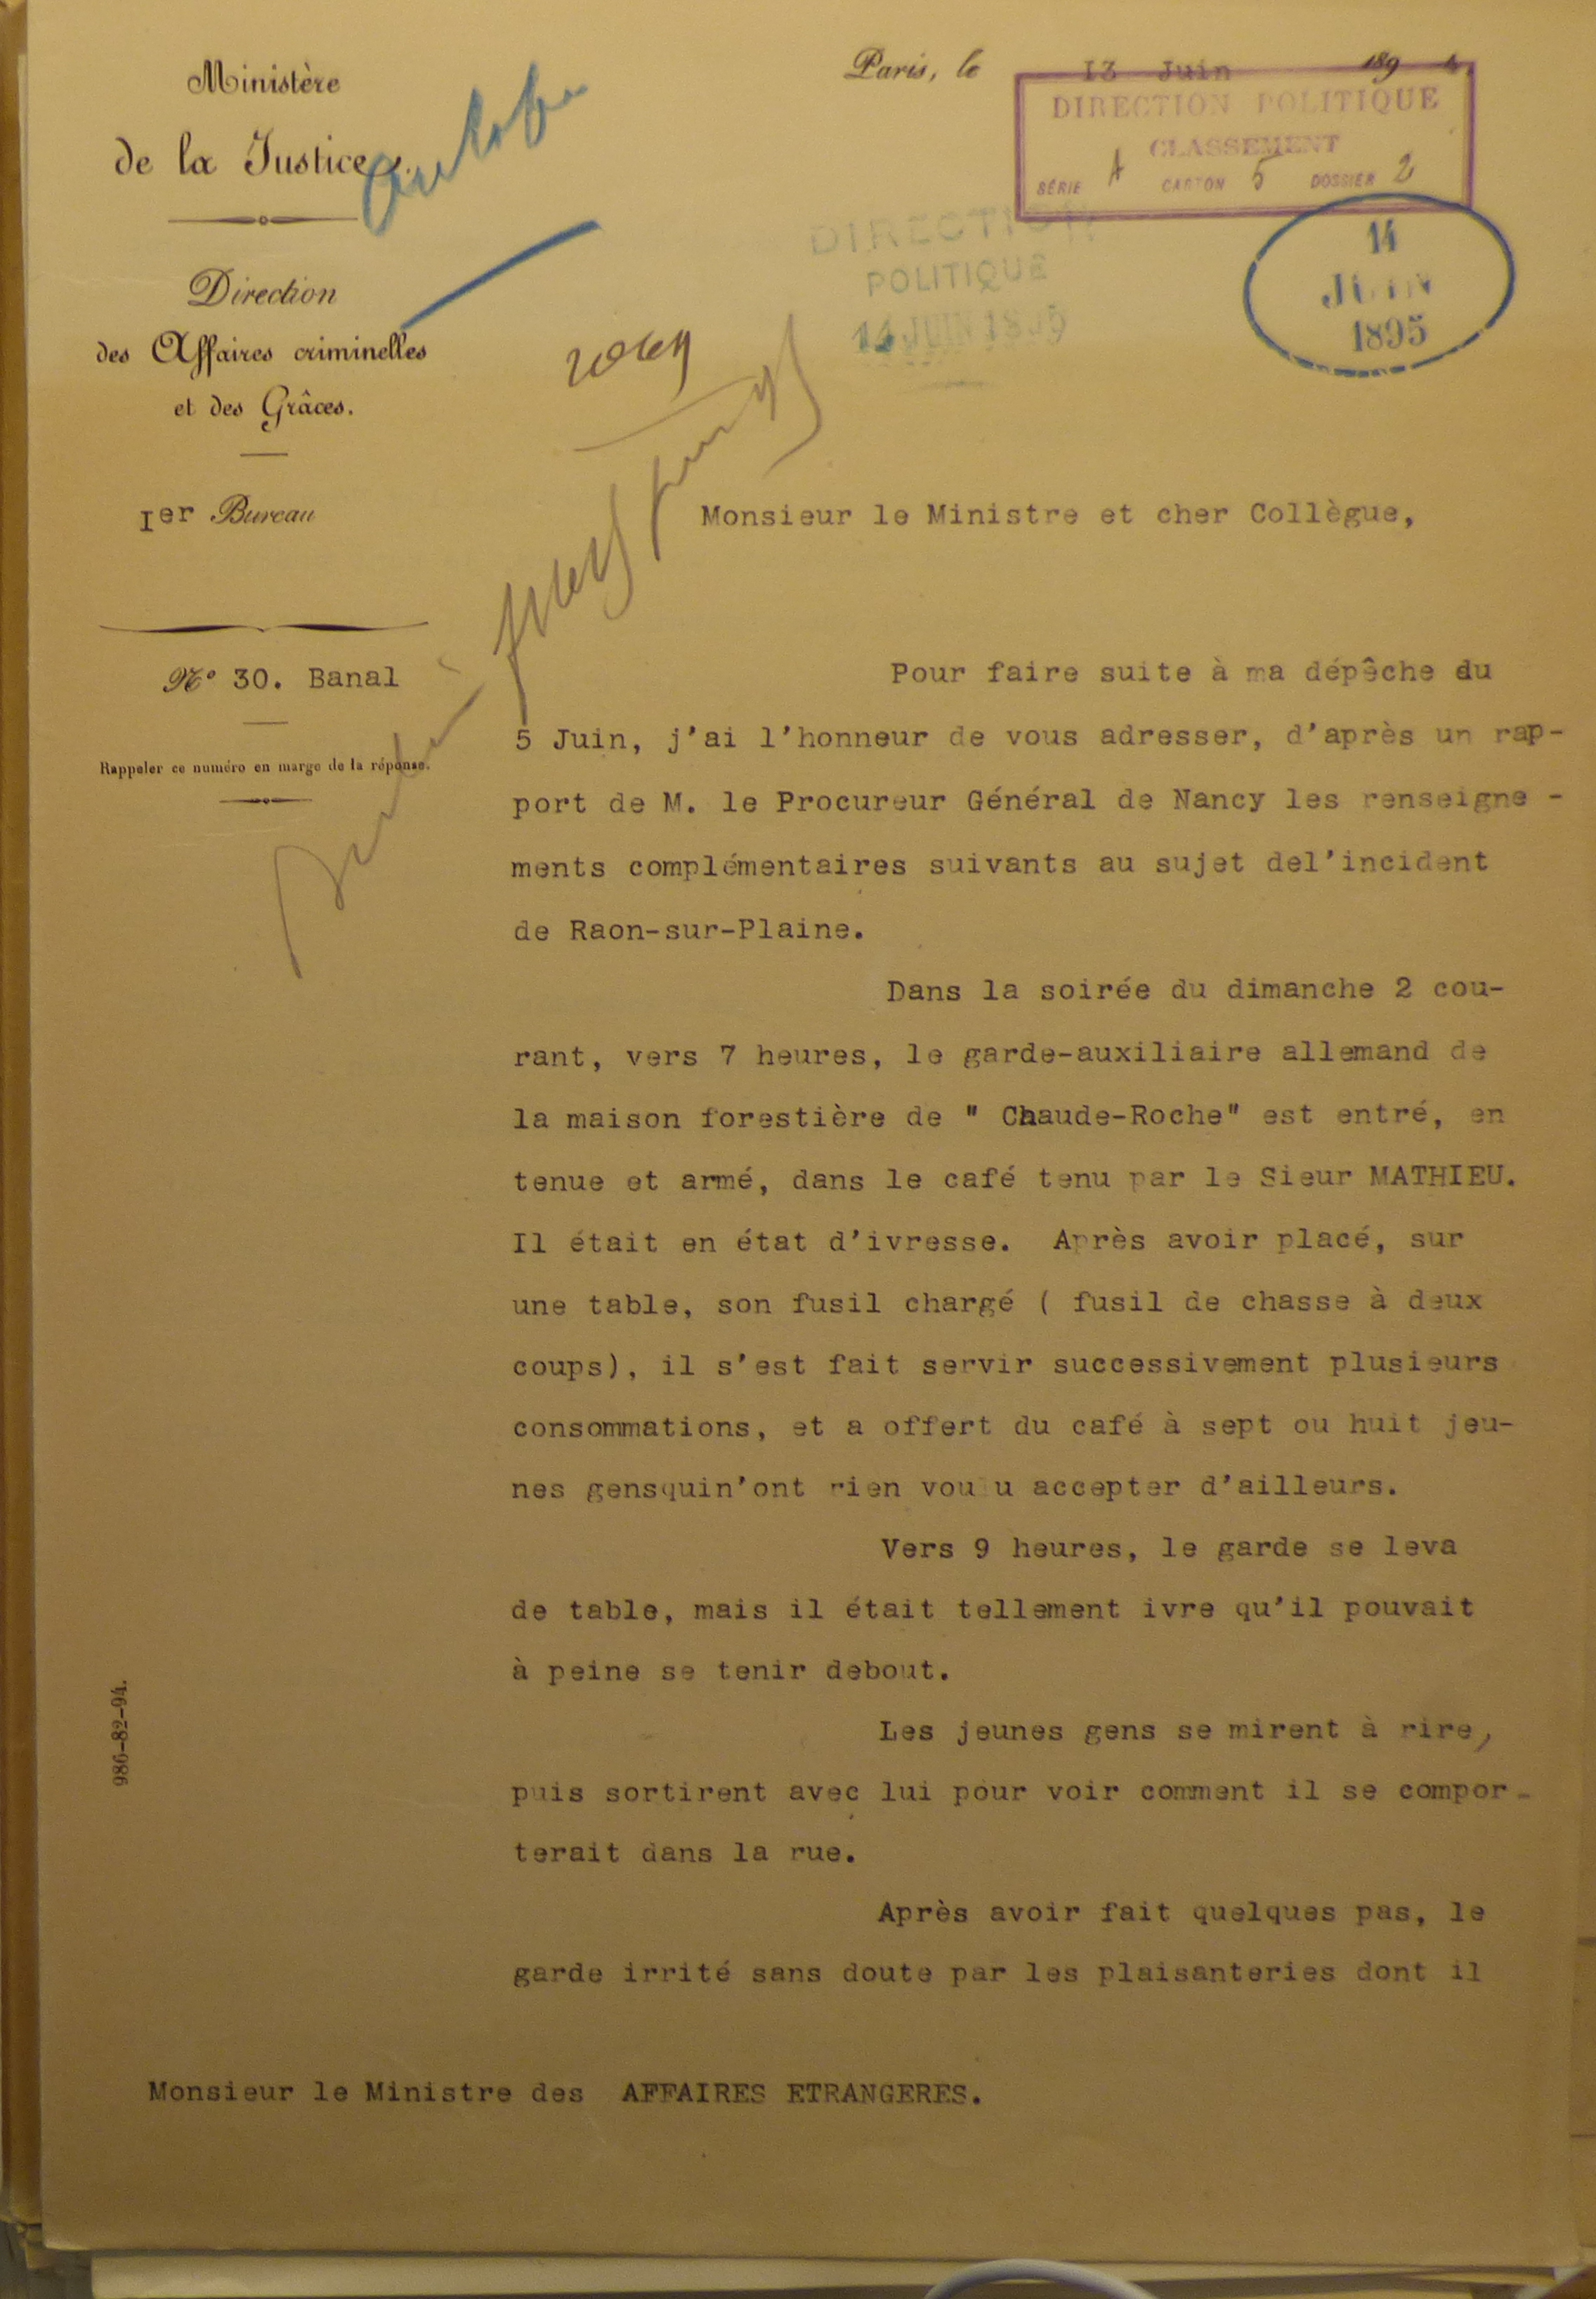 Ministère
de la Justice.
Direction
des Affaires criminelles
et des Grâces.
Ier Bureau
N° 30. Banal
Rappeler ce numéro en marge de la réponse.
Paris, le 13 Juin 189
DIRECTION POLITIQUE
CLASSEMENT
SÉRIE A CARTON 5 DOSSIER 2
DIRECTION
POLITIQUE
14 JUIN 1895
14
JUIN
1895
Monsieur le Ministre et cher Collègue,
Pour faire suite à ma dépêche du
5 Juin, j'ai l'honneur de vous adresser, d'après un rap-
port de M. le Procureur Général de Nancy les renseigne -
ments complémentaires suivants au sujet del'incident
de Raon-sur-Plaine.
Dans la soirée du dimanche 2 cou-
rant, vers 7 heures, le garde-auxiliaire allemand de
la maison forestière de " Chaude-Roche" est entré, en
tenue et armé, dans le café tenu par le Sieur MATHIEU.
Il était en état d'ivresse. Après avoir placé, sur
une table, son fusil chargé ( fusil de chasse à deux
coups), il s'est fait servir successivement plusieurs
consommations, et a offert du café à sept ou huit jeu-
nes gensquin'ont rien voulu accepter d'ailleurs.
Vers 9 heures, le garde se leva
de table, mais il était tellement ivre qu'il pouvait
à peine se tenir debout.
Les jeunes gens se mirent à rire,
puis sortirent avec lui pour voir comment il se compor-
terait dans la rue.
Après avoir fait quelques pas, le
garde irrité sans doute par les plaisanteries dont il
Monsieur le Ministre des AFFAIRES ETRANGERES.
986-82-94.